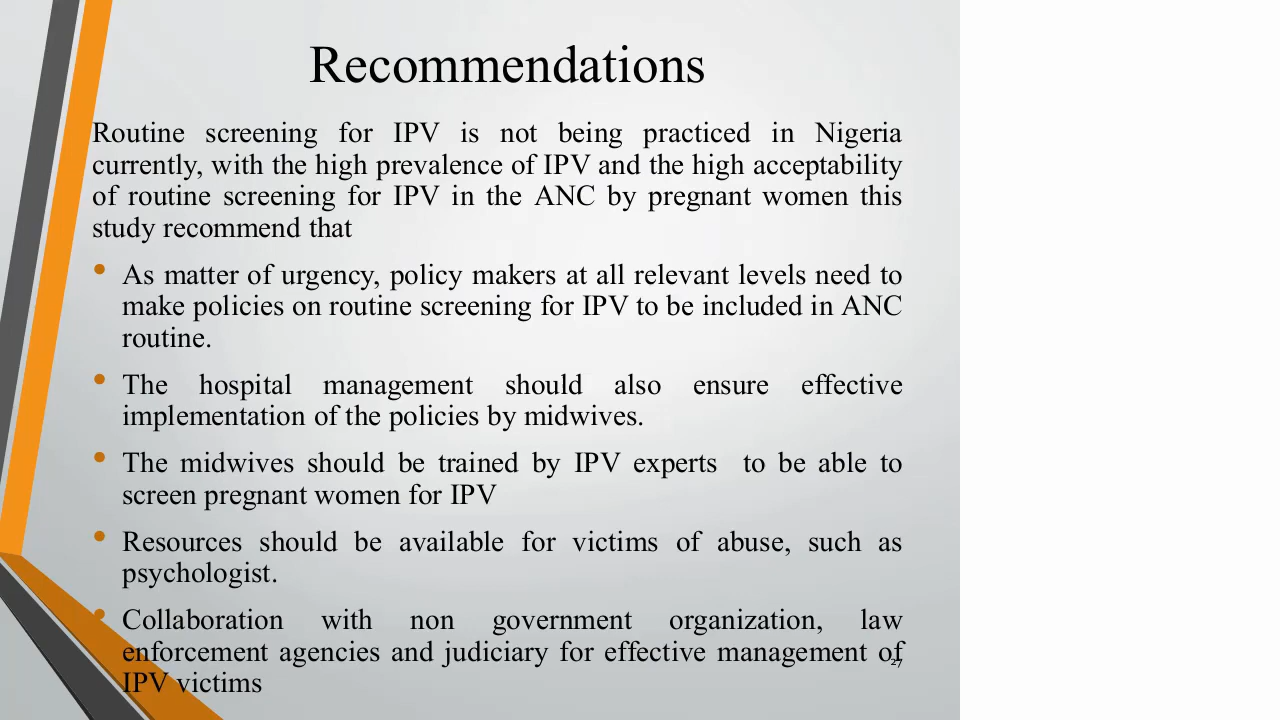 Recommendations
Routine screening for IPV is not being practiced in Nigeria
currently, with the high prevalence of IPV and the high acceptability
of routine screening for IPV in the ANC by pregnant women this
study recommend that
• As matter of urgency, policy makers at all relevant levels need to
make policies on routine screening for IPV to be included in ANC
routine.
• The hospital management should also ensure effective
implementation of the policies by midwives.
• The midwives should be trained by IPV experts to be able to
screen pregnant women for IPV
• Resources should be available for victims of abuse, such as
psychologist.
• Collaboration with non government organization, law
enforcement agencies and judiciary for effective management of
IPV victims